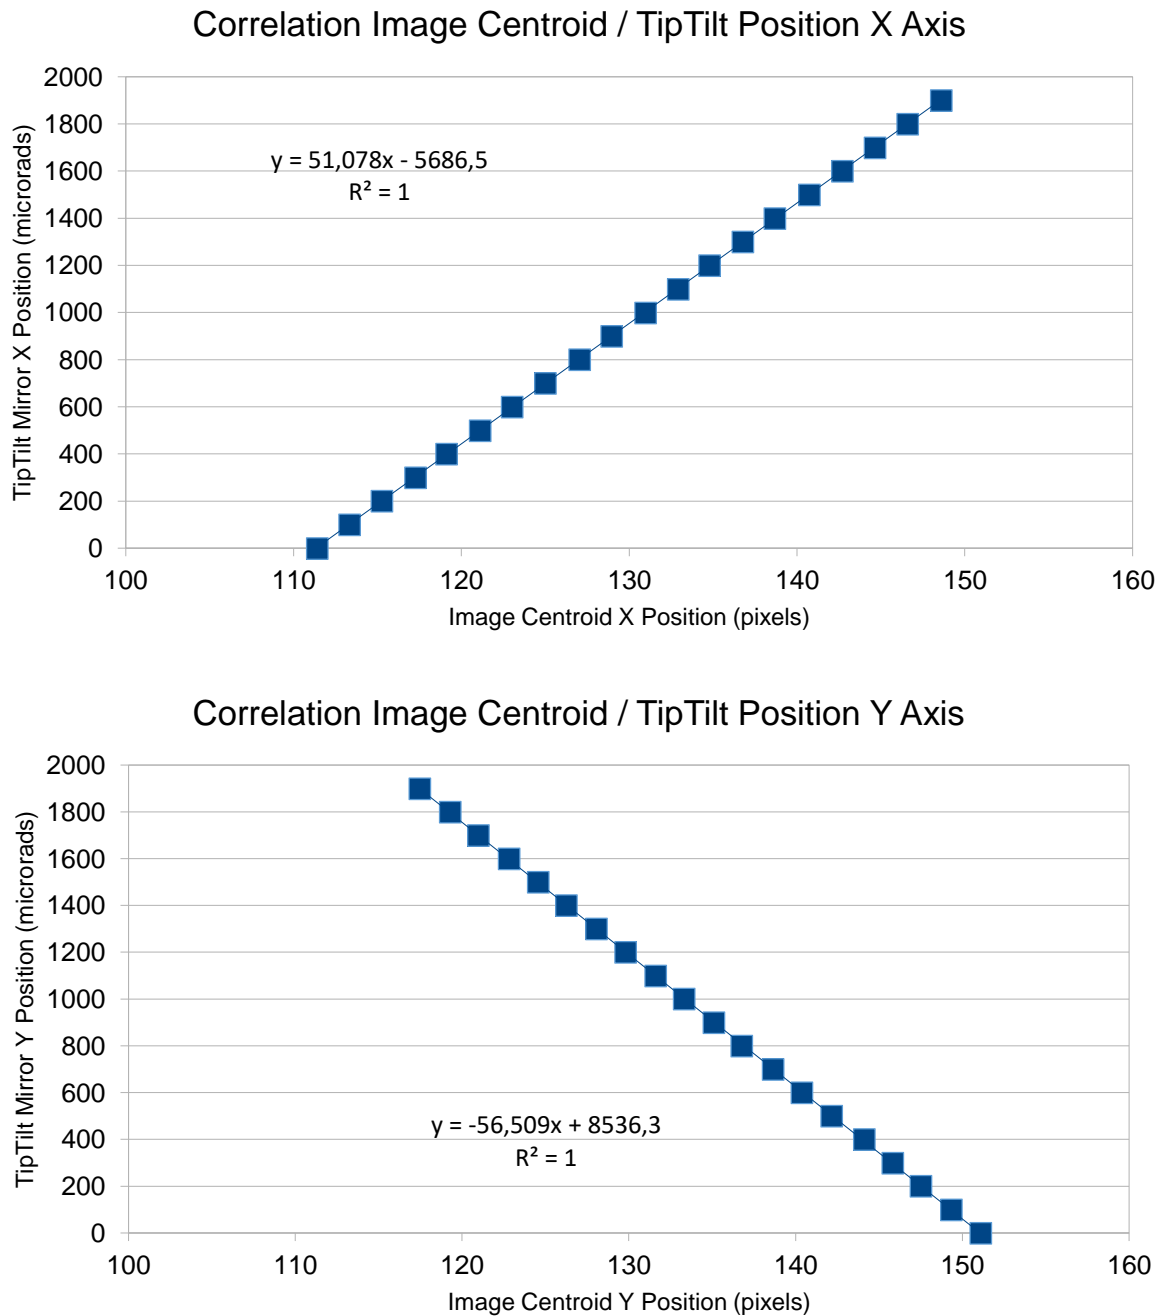 Correlation Image Centroid / TipTilt Position X Axis
TipTilt Mirror X Position (microrads)
2000
1800
1600
1400
1200
1000
800
600
400
200
0
y = 51,078x - 5686,5
R² = 1
100 110 120 130 140 150 160
Image Centroid X Position (pixels)
Correlation Image Centroid / TipTilt Position Y Axis
TipTilt Mirror Y Position (microrads)
2000
1800
1600
1400
1200
1000
800
600
400
200
0
y = -56,509x + 8536,3
R² = 1
100 110 120 130 140 150 160
Image Centroid Y Position (pixels)